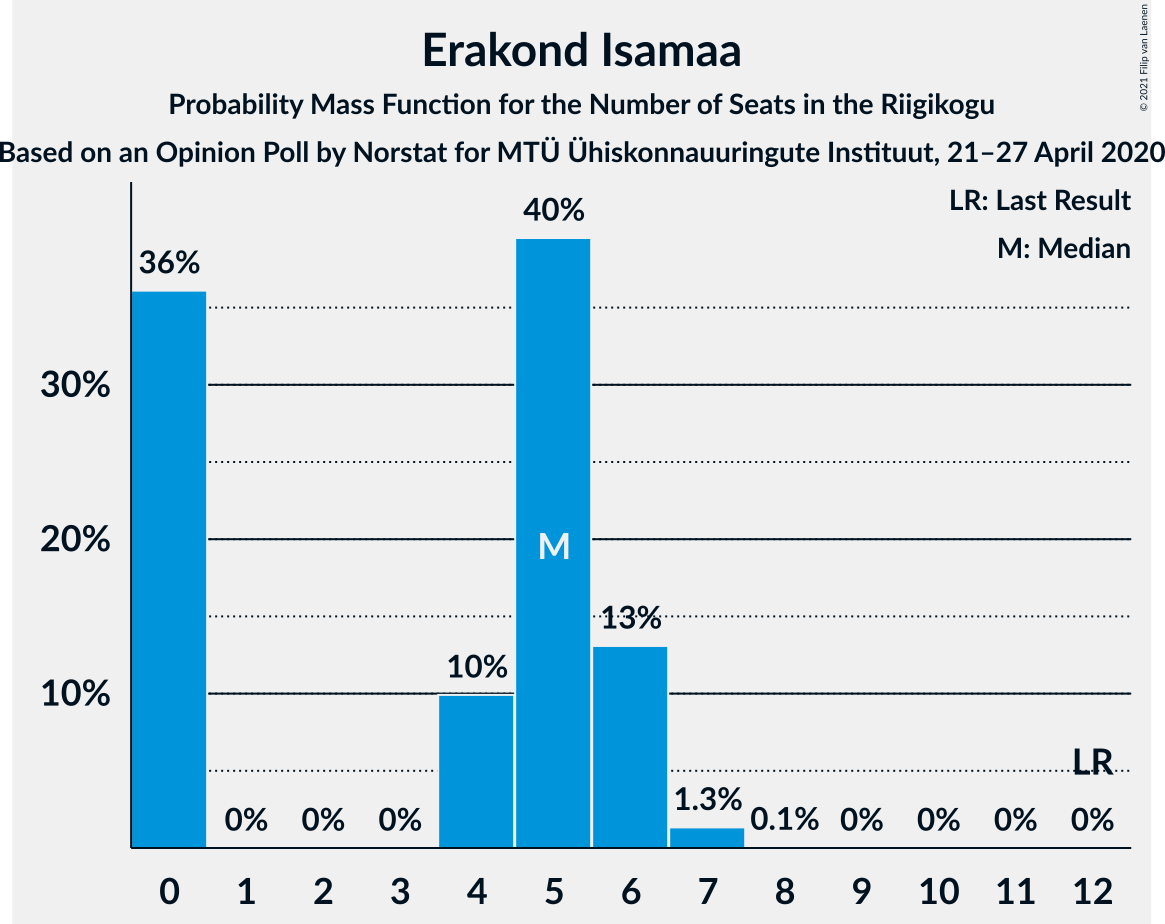 Erakond Isamaa
Probability Mass Function for the Number of Seats in the Riigikogu
Based on an Opinion Poll by Norstat for MTÜ Ühiskonnauuringute Instituut, 21–27 April 2020
© 2021 Filip van Laenen
LR: Last Result
M: Median
40%
36%
30%
20%
M
13%
10%
10%
LR
1.3%
0% 0% 0% 0.1% 0% 0% 0% 0%
0 1 2 3 4 5 6 7 8 9 10 11 12